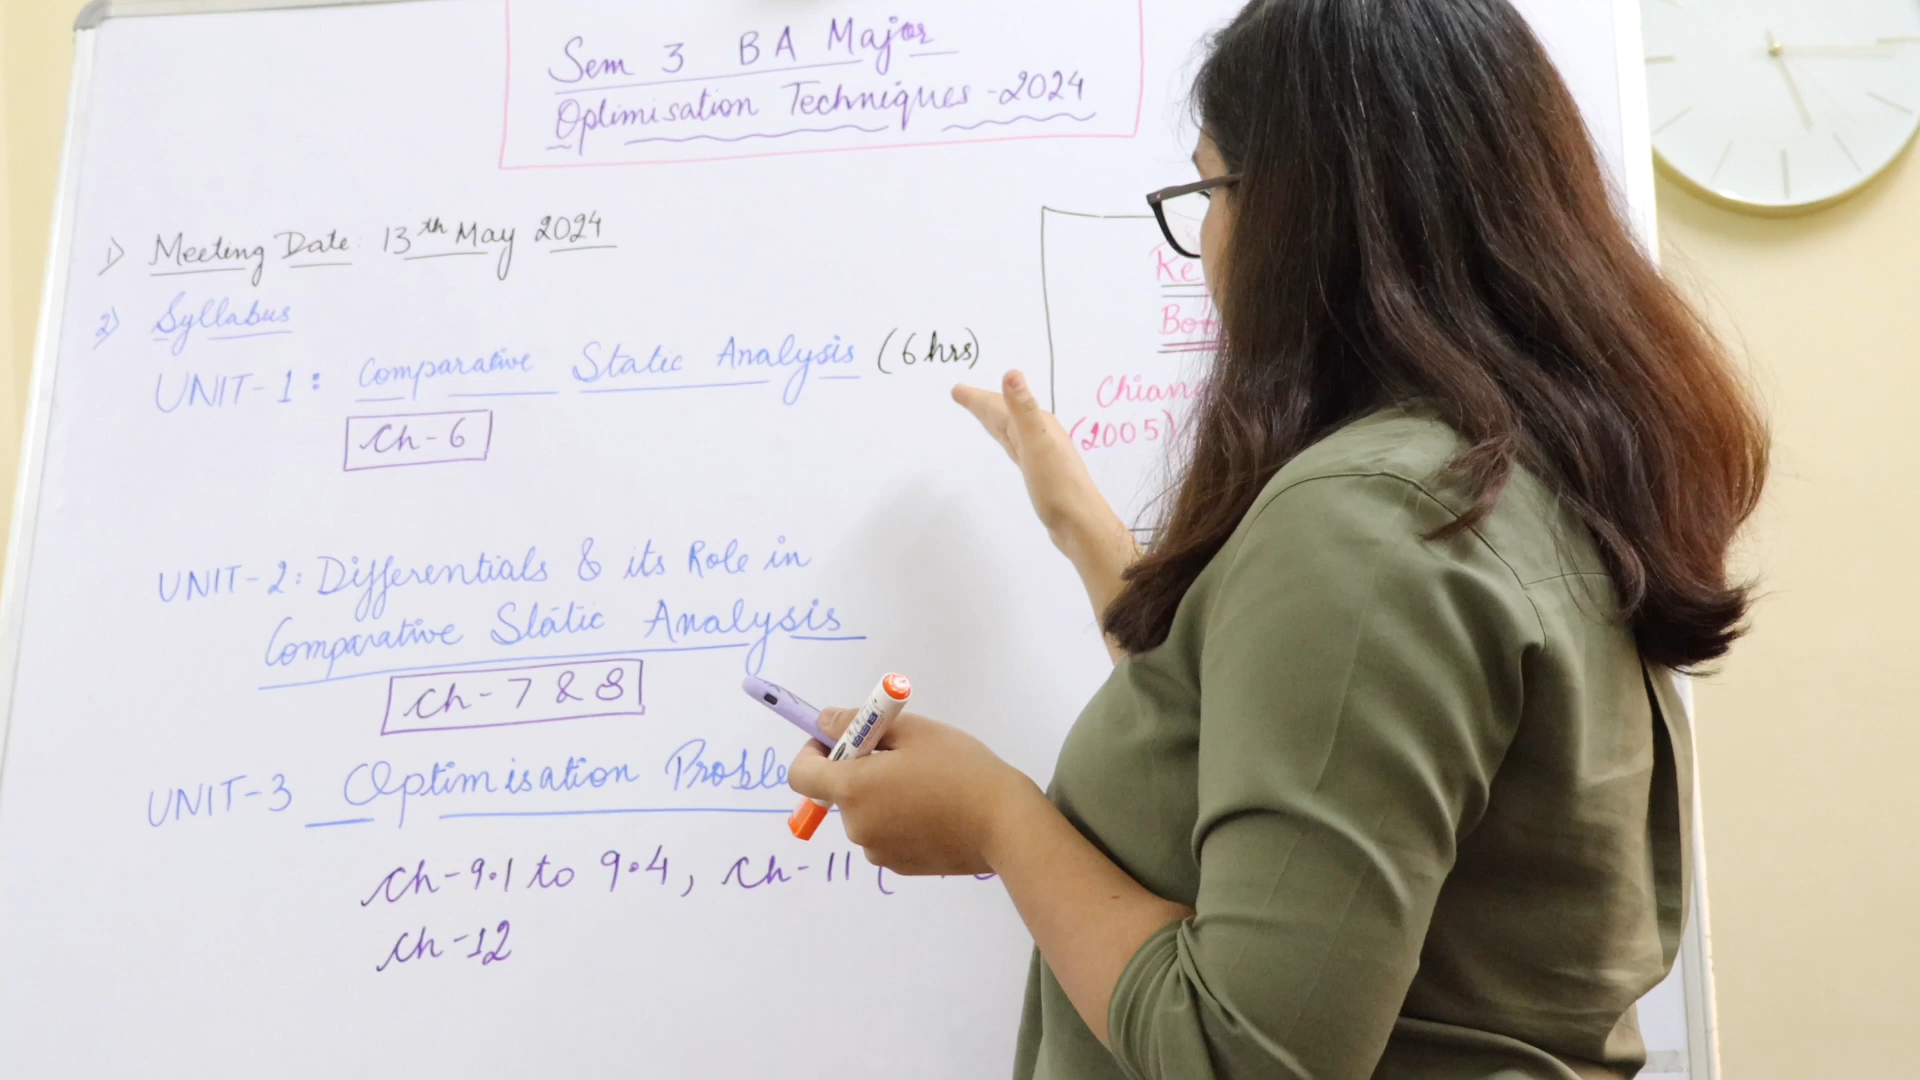 Sem 3 BA Major
Optimisation Techniques - 2024
1) Meeting Date: 13th May 2024
2) Syllabus
UNIT-1: Comparative Static Analysis (6 hrs)
Ch-6
UNIT-2: Differentials & its Role in
Comparative Static Analysis
Ch-7 & 8
UNIT-3 Optimisation
Ch-9.1 to 9.4, Ch-11 (
Ch-12
(2005)